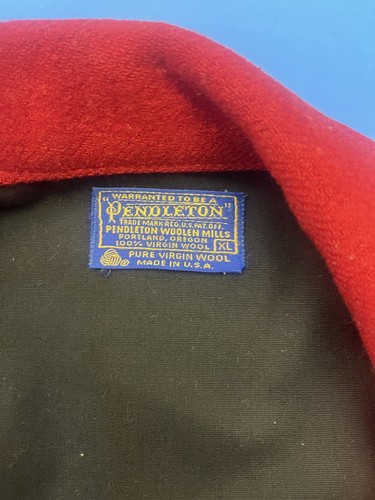 WARRANTED TO BE A
"PENDLETON"
TRADE MARK REG. U.S. PAT. OFF.
PENDLETON WOOLEN MILLS
PORTLAND, OREGON
100% VIRGIN WOOL XL
PURE VIRGIN WOOL
MADE IN U.S.A.